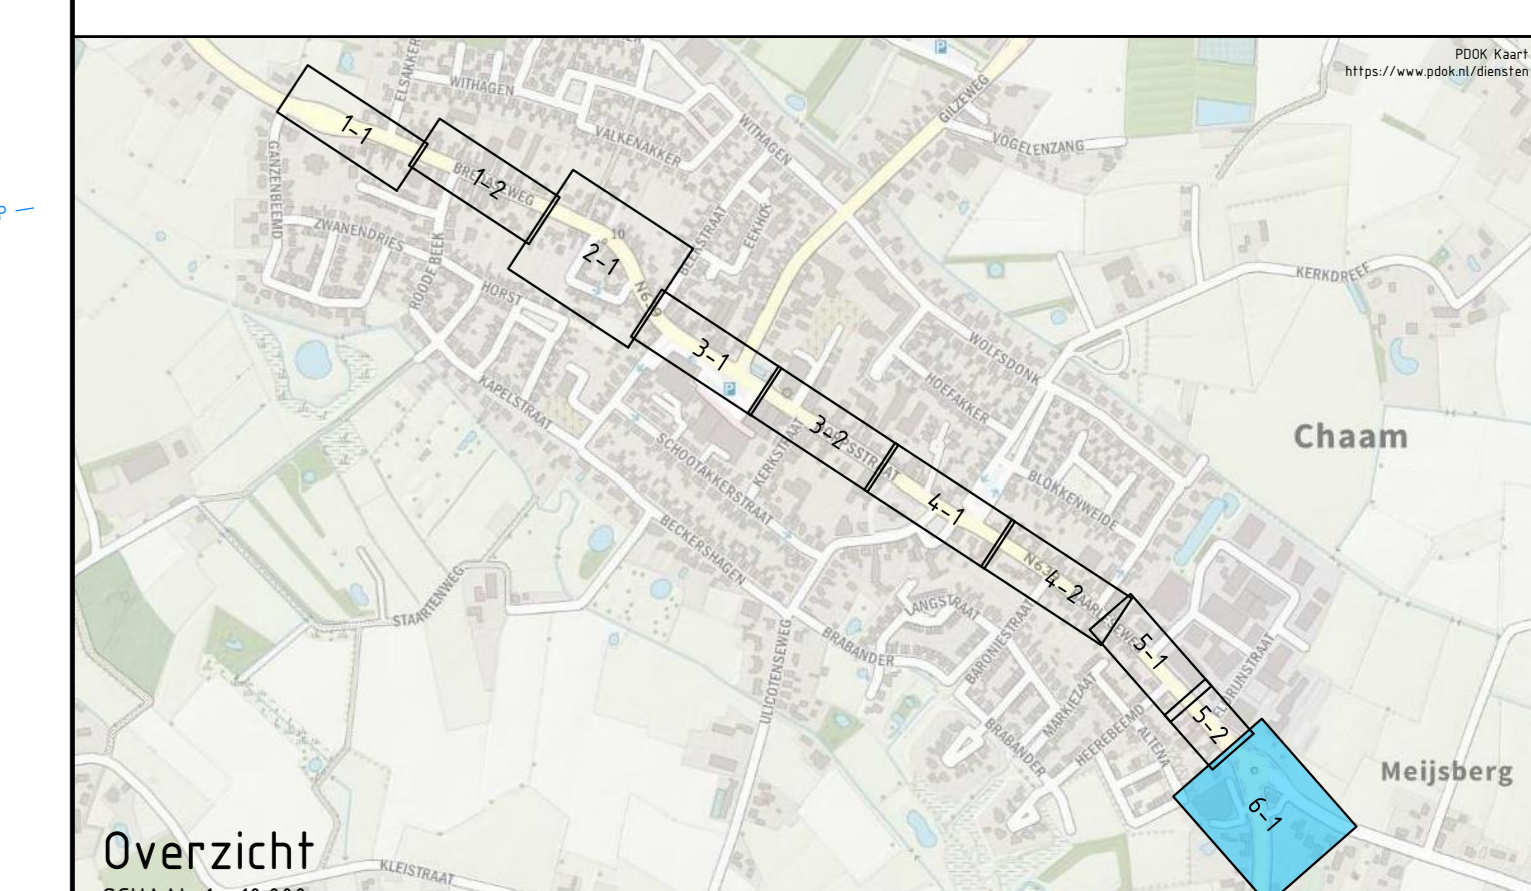 PDOK Kaart
https://www.pdok.nl/diensten
P
ELSAKKER
WITHAGEN
GILZEWEG
1-1
VALKENAKKER
WITHAGEN
VOGELENZANG
GANZENBEEMD
1-2
ZWANENDRIES
10
EEKHOF
2-1
ROODE BEEK
KERKDREEF
HORST
3-1
WOLFSDONK
KAPELSTRAAT
P
HOEFAKKER
3-2
Chaam
SCHOOTAKKERSTRAAT
KERKSTRAAT
BLOKKENWEIDE
4-1
BECKERSHAGEN
4-2
STAARTENWEG
LANGSTRAAT
BRABANDER
BARONIESTRAAT
5-1
ULICOTENSEWEG
MARKIEZAAT
5-2
HEEREBEEMD
ALTENA
BRABANDER
Meijsberg
6-1
Overzicht
KLEISTRAAT